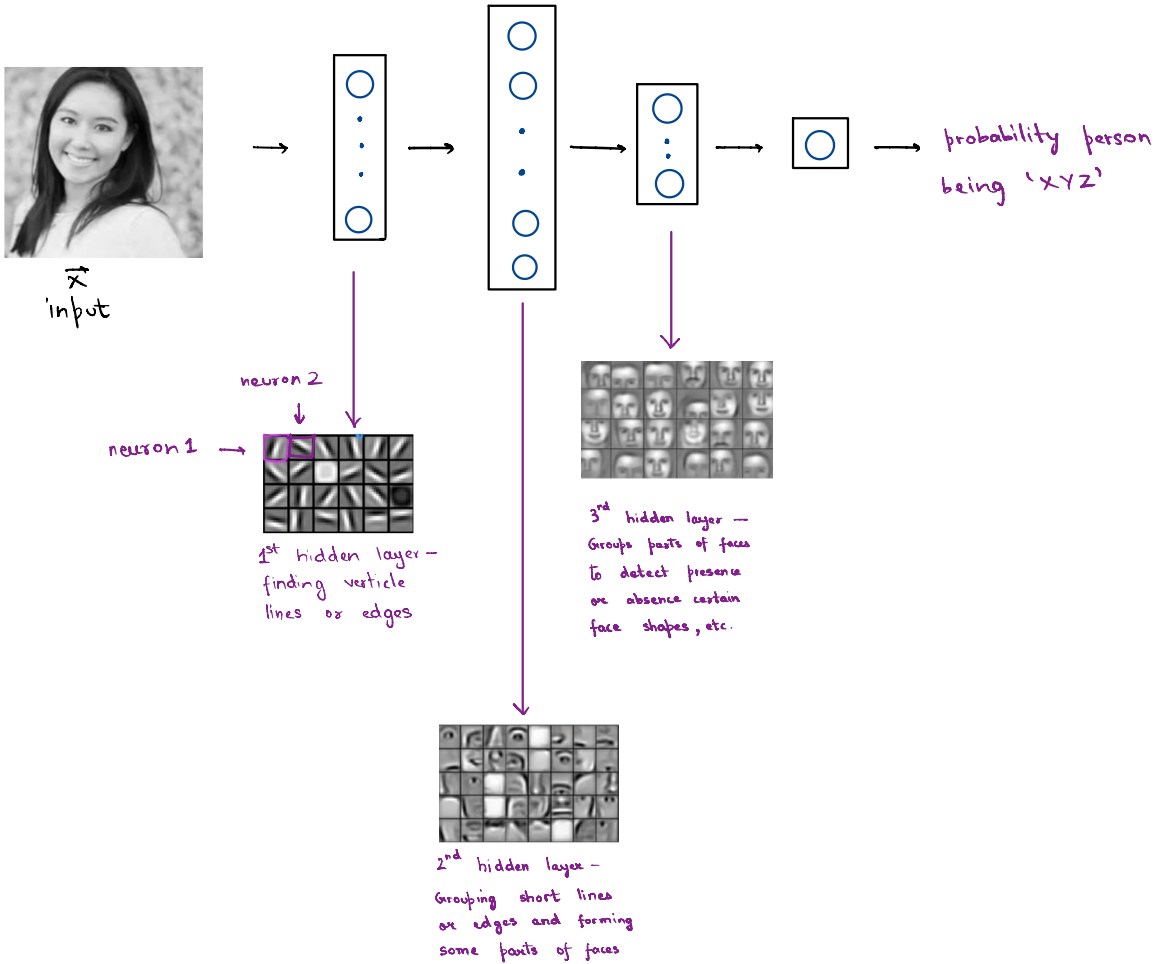 probability person
being 'XYZ'
x
input
neuron 2
neuron 1
1st hidden layer –
finding verticle
lines or edges
3rd hidden layer –
Groups parts of faces
to detect presence
or absence certain
face shapes, etc.
2nd hidden layer –
Grouping short lines
or edges and forming
some parts of faces